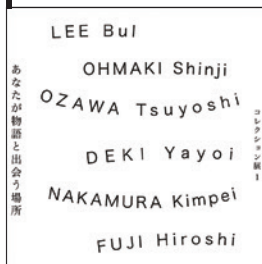 LEE Bul
OHMAKI Shinji
OZAWA Tsuyoshi
DEKI Yayoi
NAKAMURA Kimpei
FUJI Hiroshi
あなたが物語と出会う場所
コレクション展 1